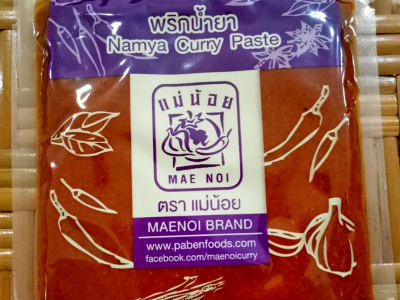 พริกน้ำยา
Namya Curry Paste
แม่น้อย
MAE NOI
ตรา แม่น้อย
MAENOI BRAND
www.pabenfoods.com
facebook.com/maenoicurry